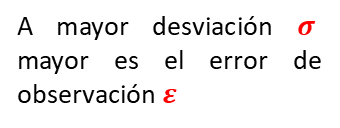 A mayor desviación σ
mayor es el error de
observación ε